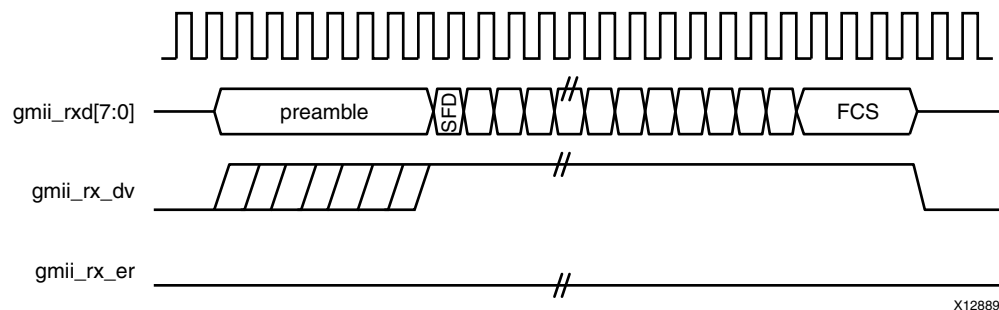 gmii_rxd[7:0]
preamble
SFD
FCS
gmii_rx_dv
gmii_rx_er
X12889